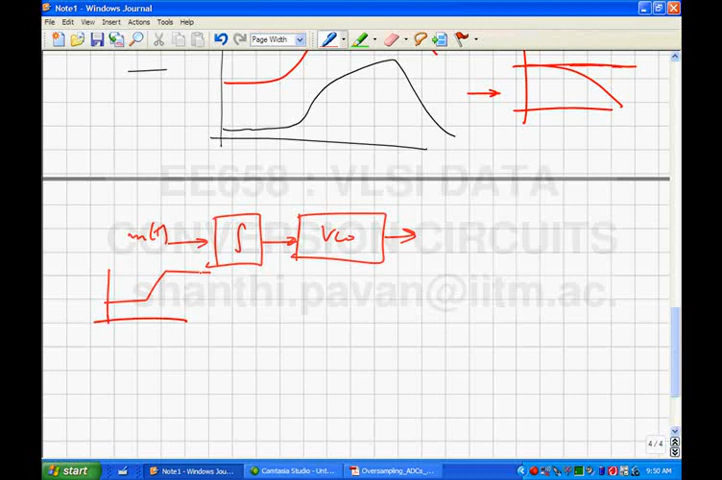 Note1 - Windows Journal
File Edit View Insert Actions Tools Help
Page Width
EE658 : VLSI DATA
CONVERSION CIRCUITS
shanthi.pavan@iitm.ac.
m(t) ∫ VCO
4 / 4
start Note1 - Windows Jou... Camtasia Studio - Unt... Oversampling_ADCs_... 9:50 AM